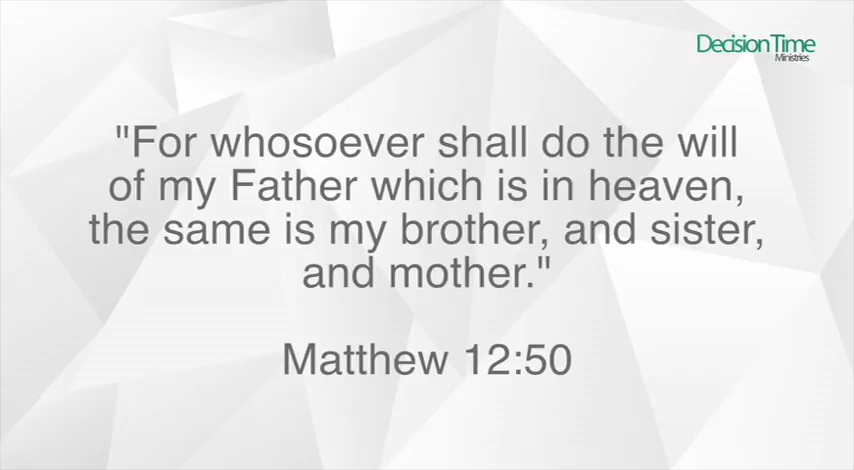 DecisionTime
Ministries
"For whosoever shall do the will
of my Father which is in heaven,
the same is my brother, and sister,
and mother."
Matthew 12:50